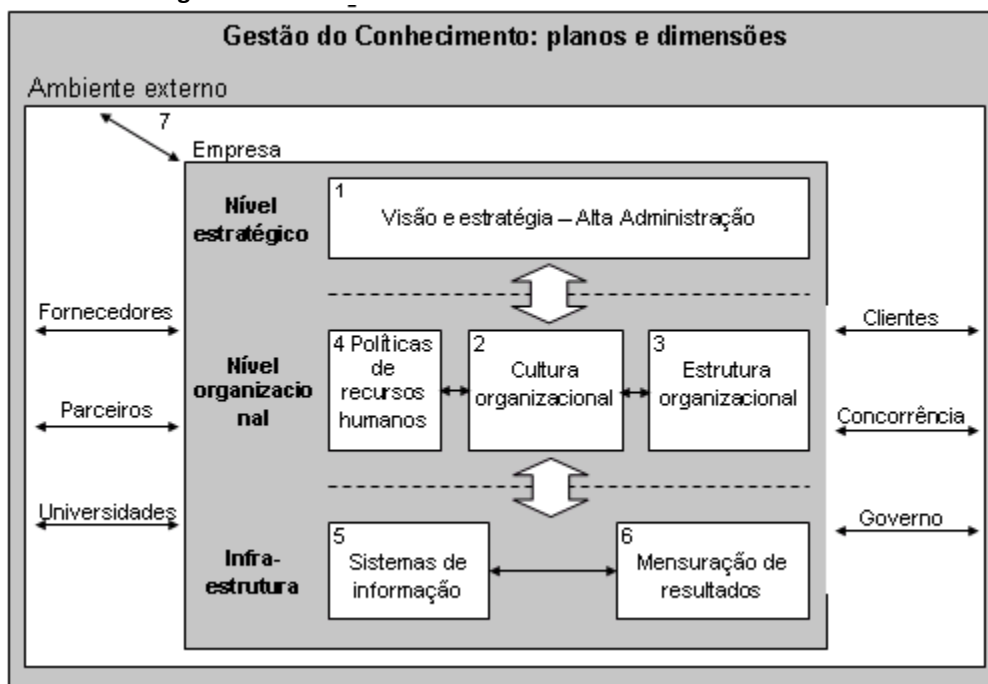 Gestão do Conhecimento: planos e dimensões
Ambiente externo
7
Empresa
Nível
estratégico
1
Visão e estratégia – Alta Administração
Fornecedores
Parceiros
Universidades
Nível
organizacio
nal
4 Políticas
de
recursos
humanos
2
Cultura
organizacional
3
Estrutura
organizacional
Clientes
Concorrência
Governo
Infra-
estrutura
5
Sistemas de
informação
6
Mensuração de
resultados